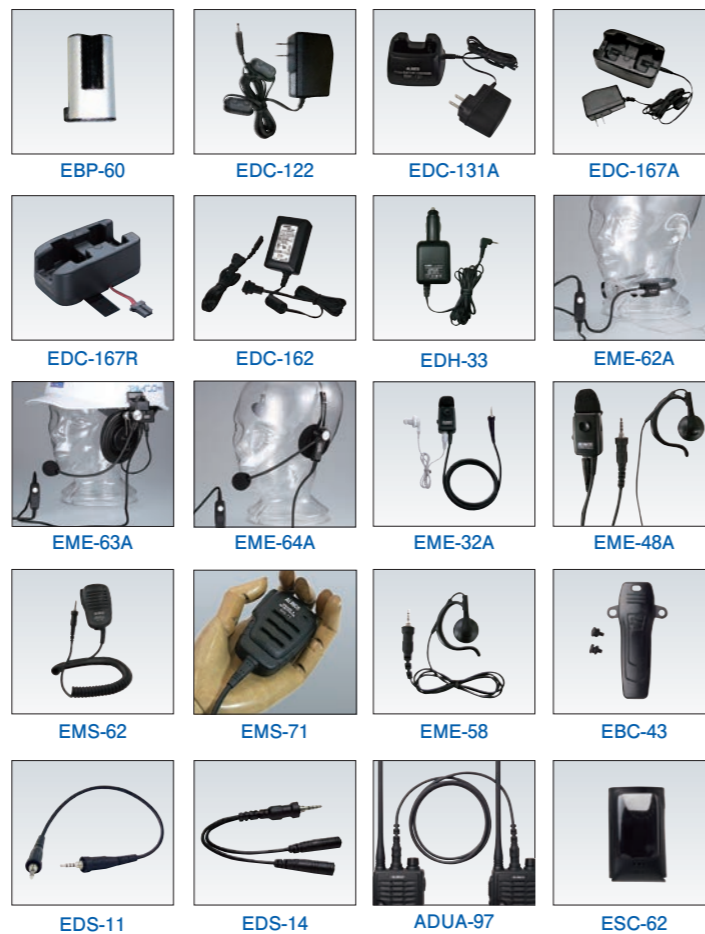 EBP-60
EDC-122
EDC-131A
EDC-167A
EDC-167R
EDC-162
EDH-33
EME-62A
EME-63A
EME-64A
EME-32A
EME-48A
EMS-62
EMS-71
EME-58
EBC-43
EDS-11
EDS-14
ADUA-97
ESC-62